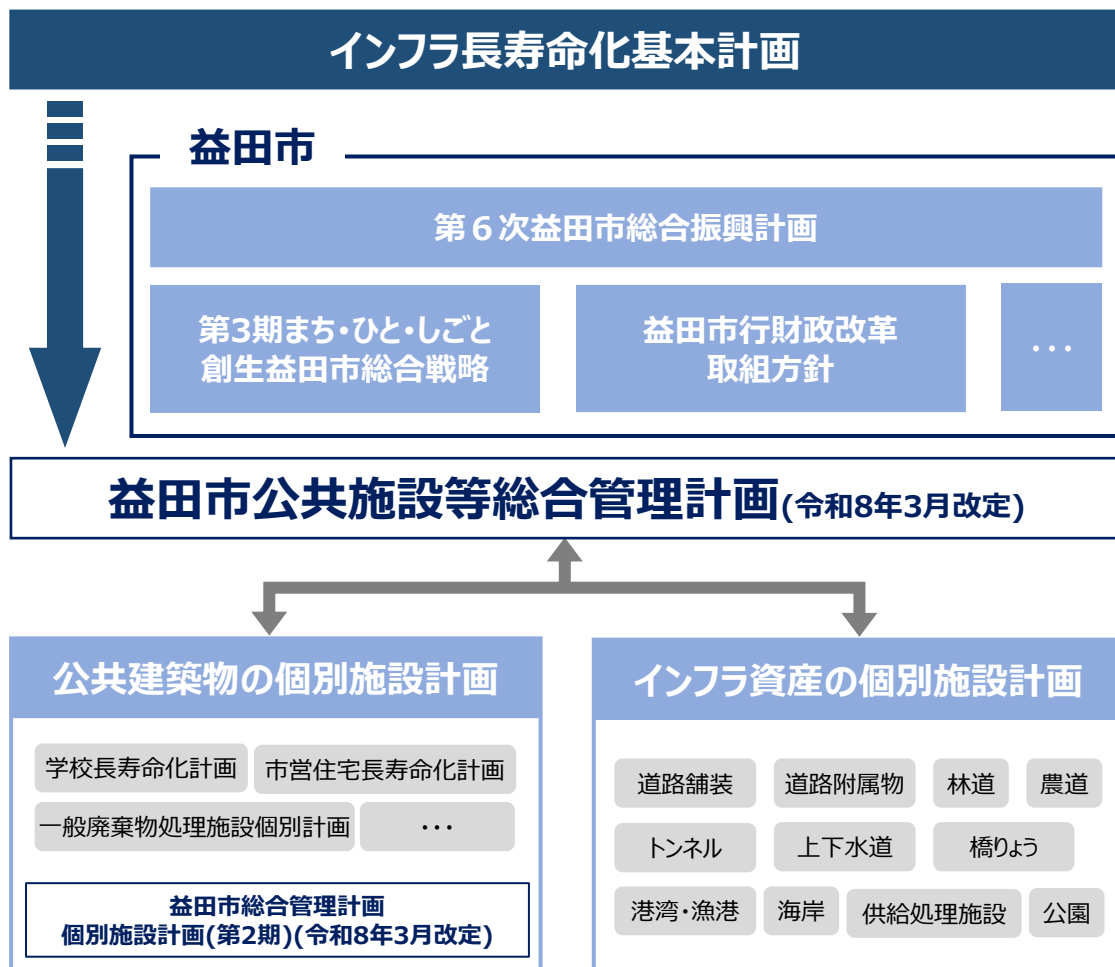 インフラ長寿命化基本計画
益田市
第６次益田市総合振興計画
第3期まち・ひと・しごと
創生益田市総合戦略
益田市行財政改革
取組方針
…
益田市公共施設等総合管理計画(令和8年3月改定)
公共建築物の個別施設計画
学校長寿命化計画
市営住宅長寿命化計画
一般廃棄物処理施設個別計画
…
益田市総合管理計画
個別施設計画(第2期)(令和8年3月改定)
インフラ資産の個別施設計画
道路舗装
道路附属物
林道
農道
トンネル
上下水道
橋りょう
港湾・漁港
海岸
供給処理施設
公園